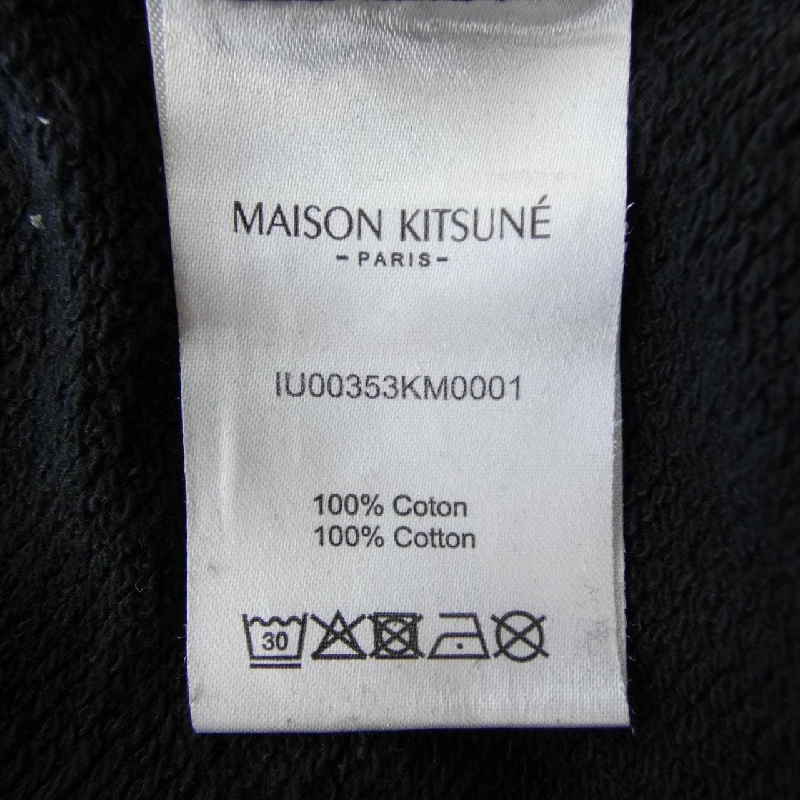 MAISON KITSUNÉ
- PARIS -
IU00353KM0001
100% Coton
100% Cotton
30